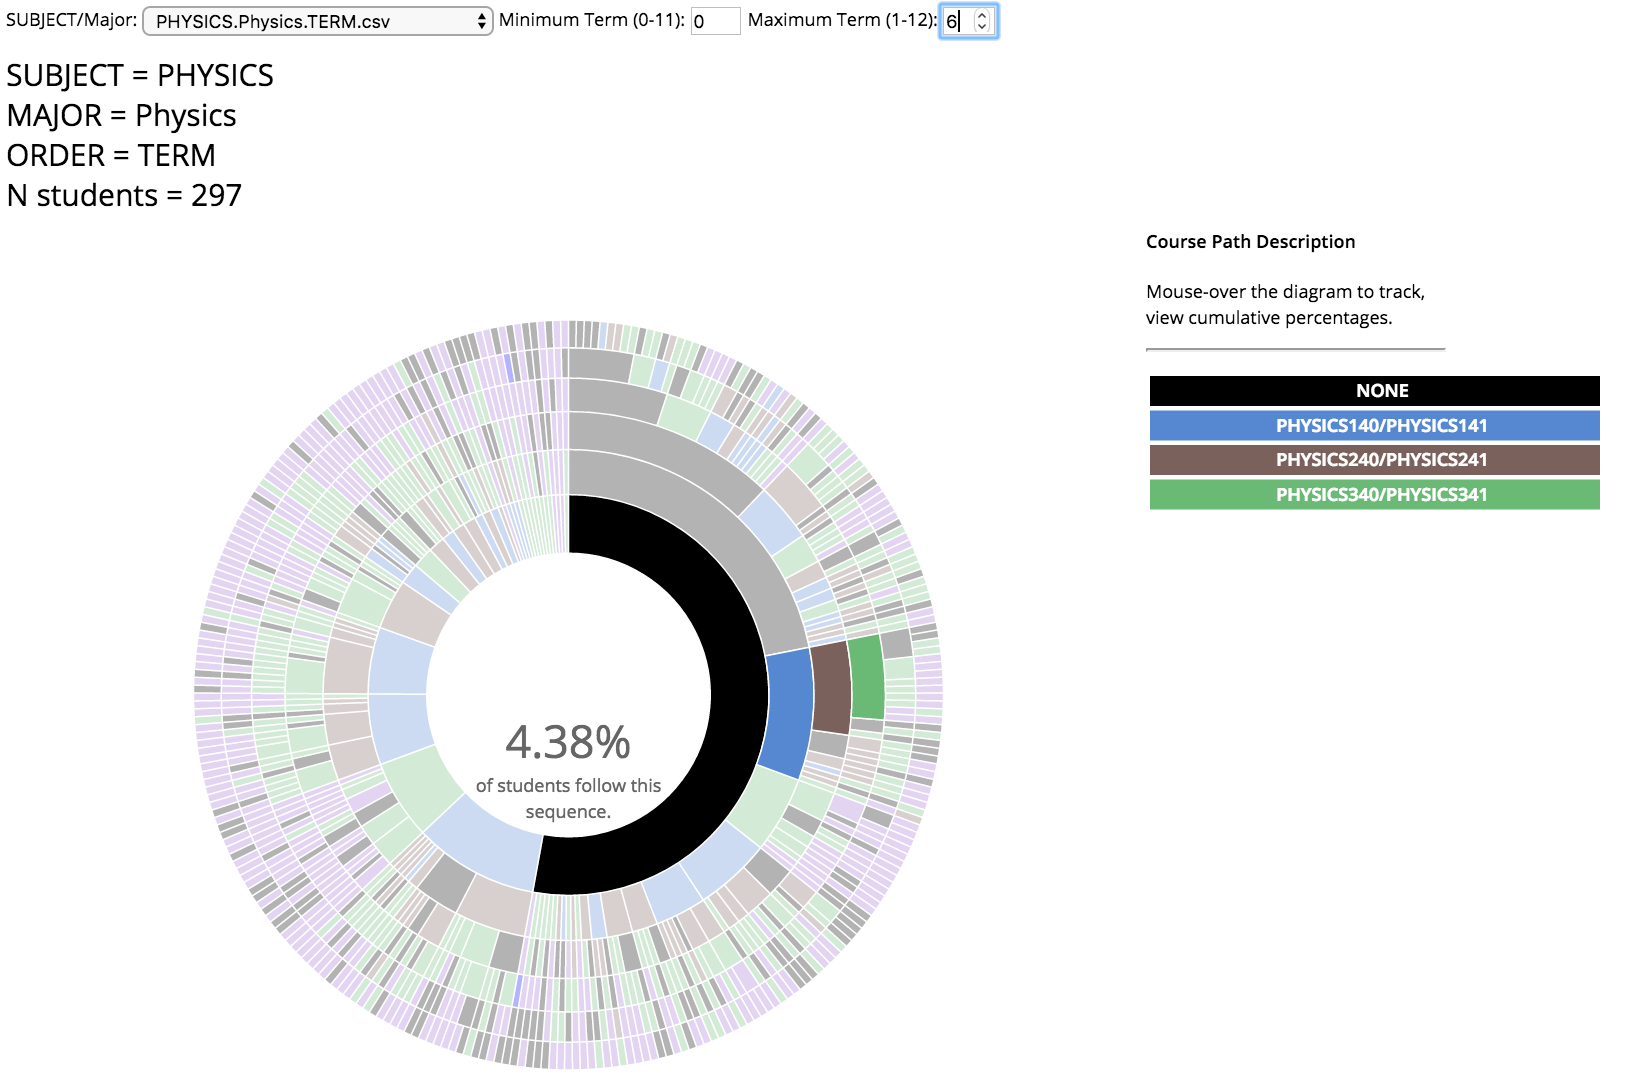 SUBJECT/Major: PHYSICS.Physics.TERM.csv Minimum Term (0-11): 0 Maximum Term (1-12): 6
SUBJECT = PHYSICS
MAJOR = Physics
ORDER = TERM
N students = 297
Course Path Description
Mouse-over the diagram to track,
view cumulative percentages.
NONE
PHYSICS140/PHYSICS141
PHYSICS240/PHYSICS241
PHYSICS340/PHYSICS341
4.38%
of students follow this
sequence.